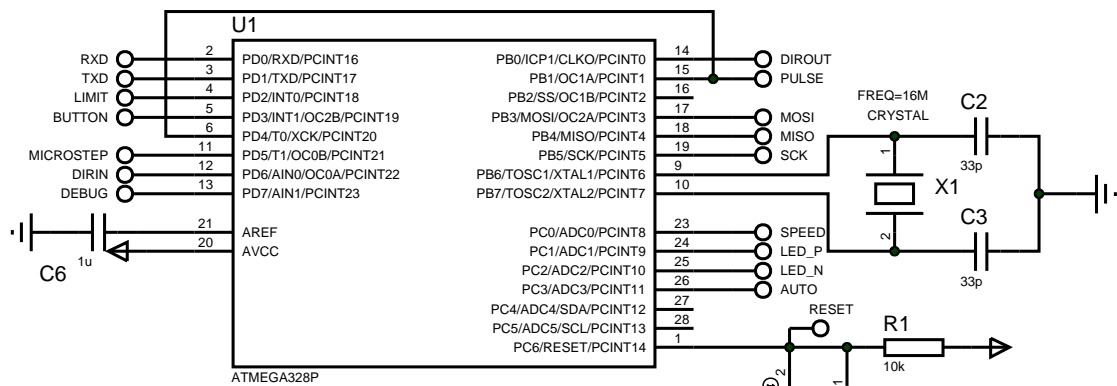 U1
RXD 2 PD0/RXD/PCINT16 PB0/ICP1/CLKO/PCINT0 14 DIROUT
TXD 3 PD1/TXD/PCINT17 PB1/OC1A/PCINT1 15 PULSE
LIMIT 4 PD2/INT0/PCINT18 PB2/SS/OC1B/PCINT2 16
BUTTON 5 PD3/INT1/OC2B/PCINT19 PB3/MOSI/OC2A/PCINT3 17 MOSI
6 PD4/T0/XCK/PCINT20 PB4/MISO/PCINT4 18 MISO
MICROSTEP 11 PD5/T1/OC0B/PCINT21 PB5/SCK/PCINT5 19 SCK
DIRIN 12 PD6/AIN0/OC0A/PCINT22 PB6/TOSC1/XTAL1/PCINT6 9
DEBUG 13 PD7/AIN1/PCINT23 PB7/TOSC2/XTAL2/PCINT7 10
21 AREF PC0/ADC0/PCINT8 23 SPEED
20 AVCC PC1/ADC1/PCINT9 24 LED_P
PC2/ADC2/PCINT10 25 LED_N
PC3/ADC3/PCINT11 26 AUTO
PC4/ADC4/SDA/PCINT12 27
PC5/ADC5/SCL/PCINT13 28
PC6/RESET/PCINT14 1
ATMEGA328P
C6
1u
FREQ=16M
CRYSTAL
1
X1
2
C2
33p
C3
33p
RESET
R1
10k
2
1